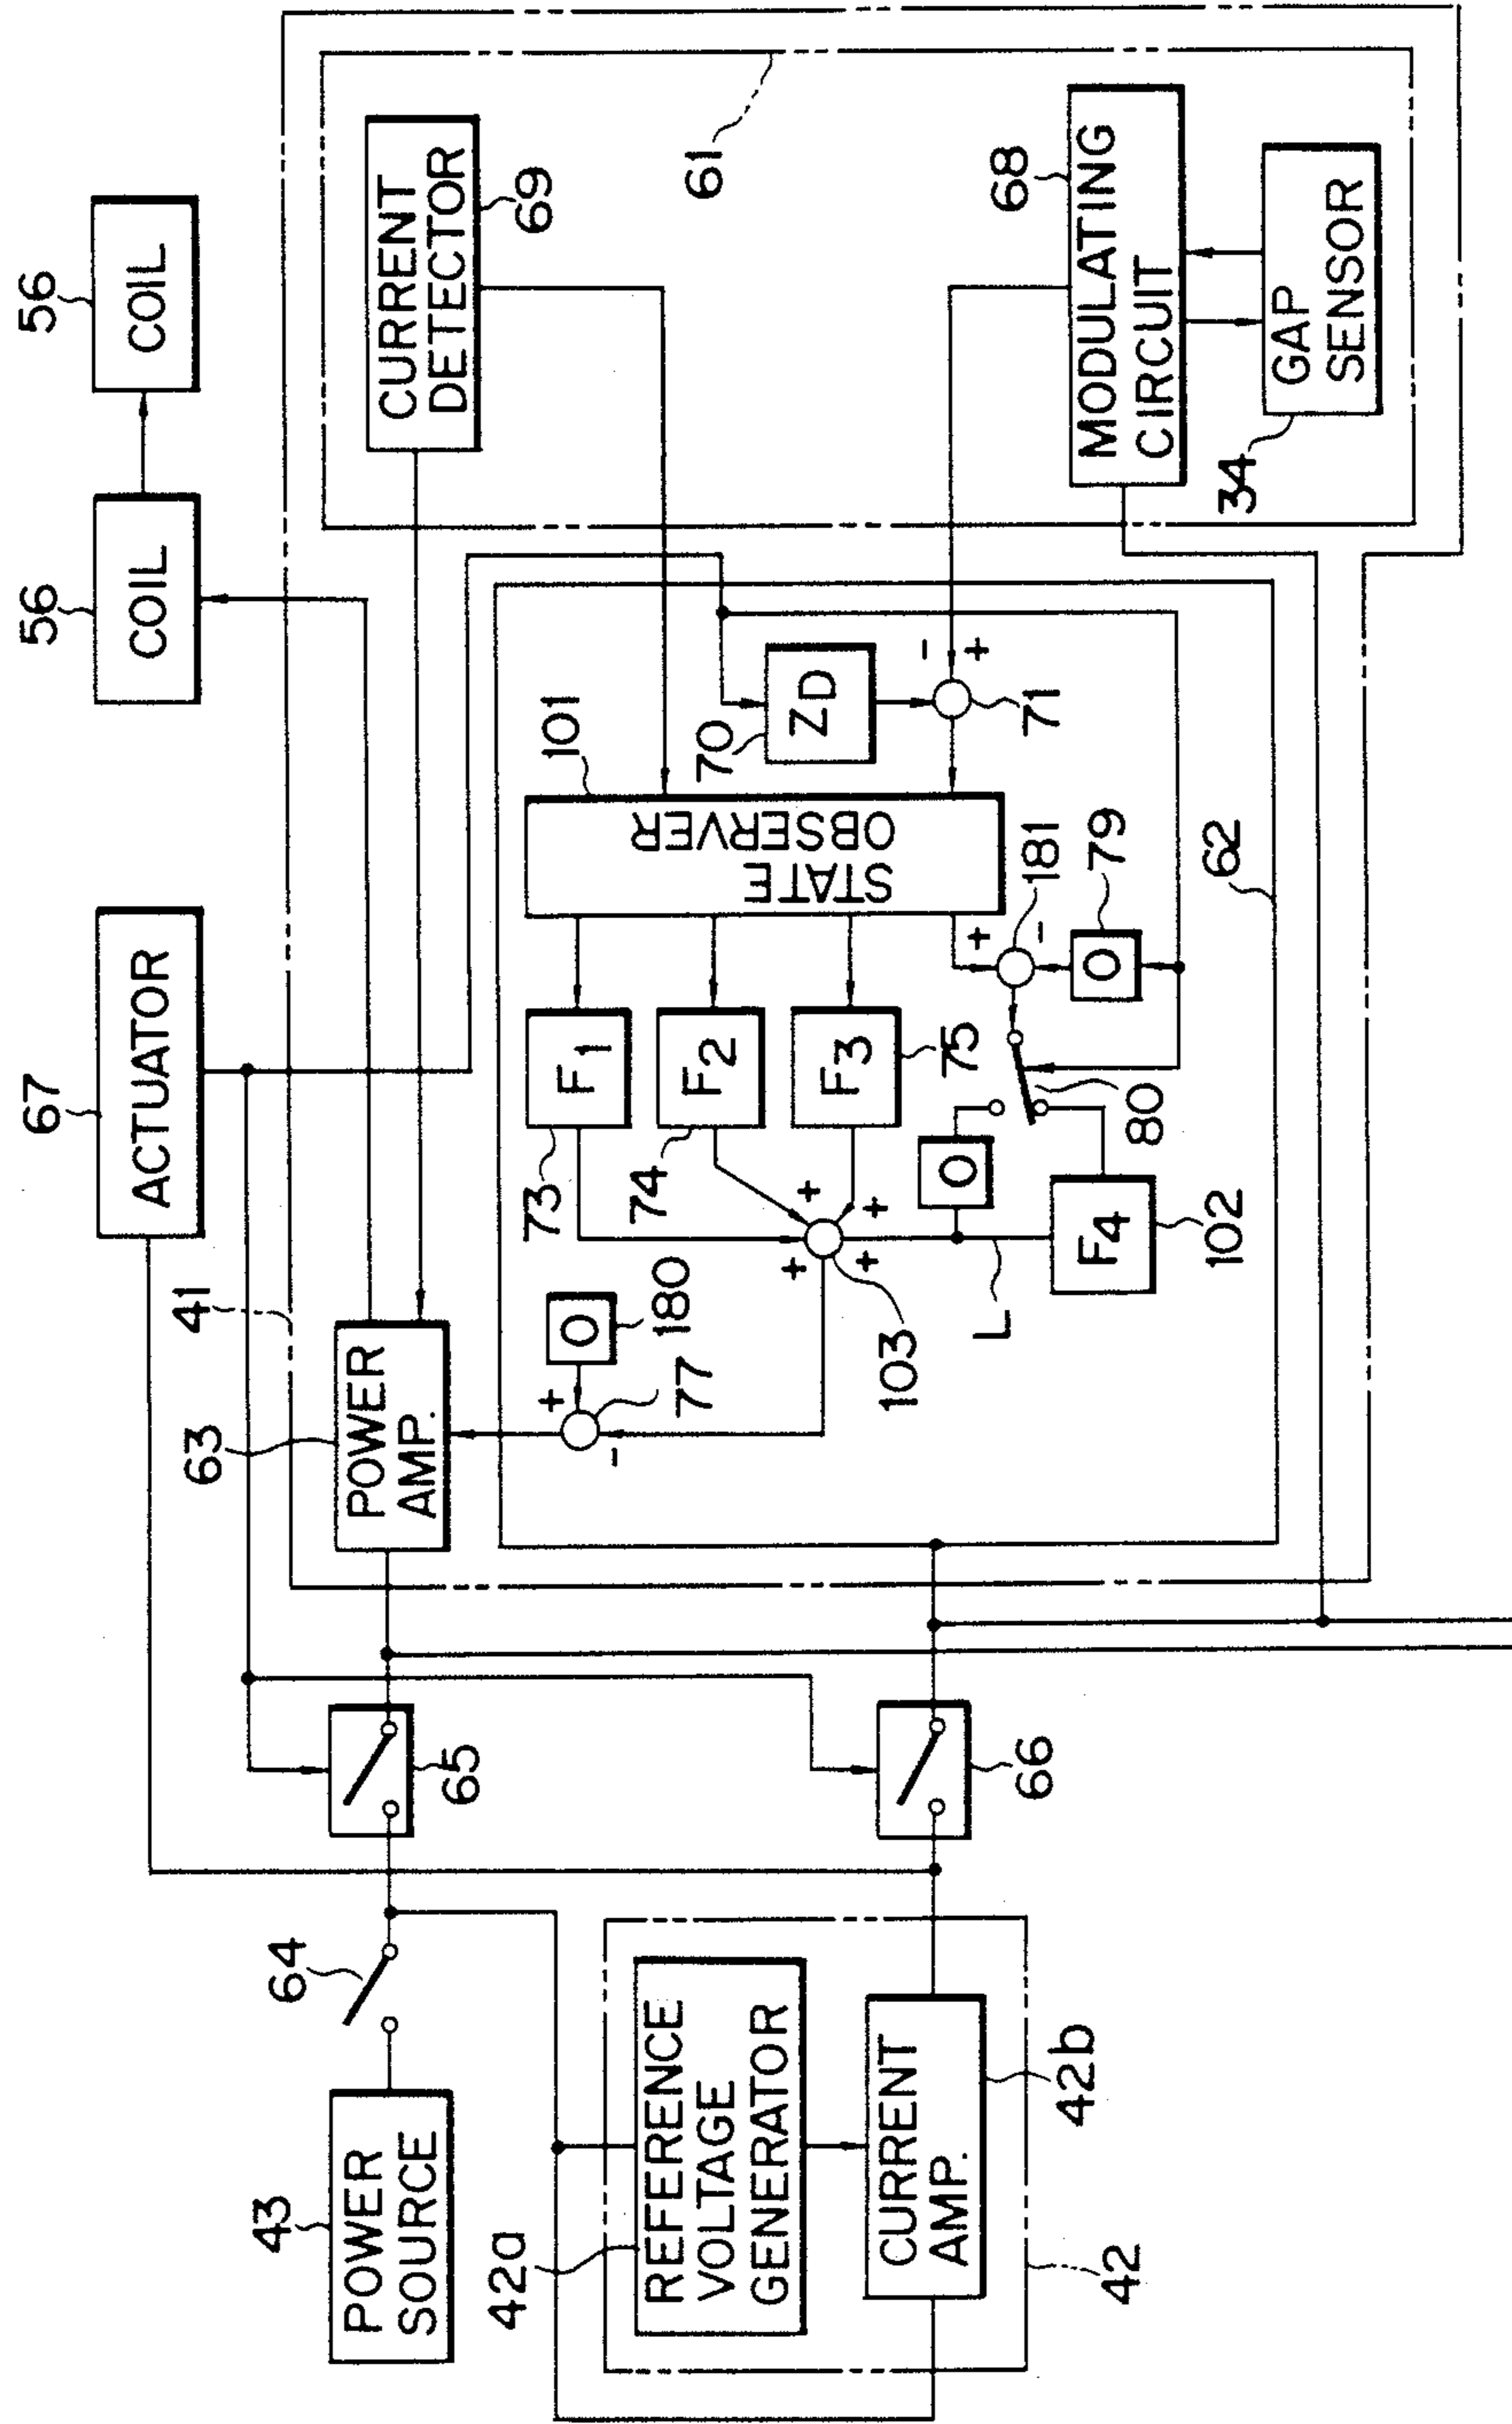 56
COIL
56
COIL
67
ACTUATOR
61
69
CURRENT
DETECTOR
68
MODULATING
CIRCUIT
34
GAP
SENSOR
41
63
POWER
AMP.
101
STATE
OBSERVER
70
ZD
-
+
71
73
F1
74
F2
75
F3
+
-
181
79
0
80
0
102
F4
L
62
+
+
+
+
103
180
0
+
-
77
65
66
64
43
POWER
SOURCE
42a
REFERENCE
VOLTAGE
GENERATOR
42b
CURRENT
AMP.
42